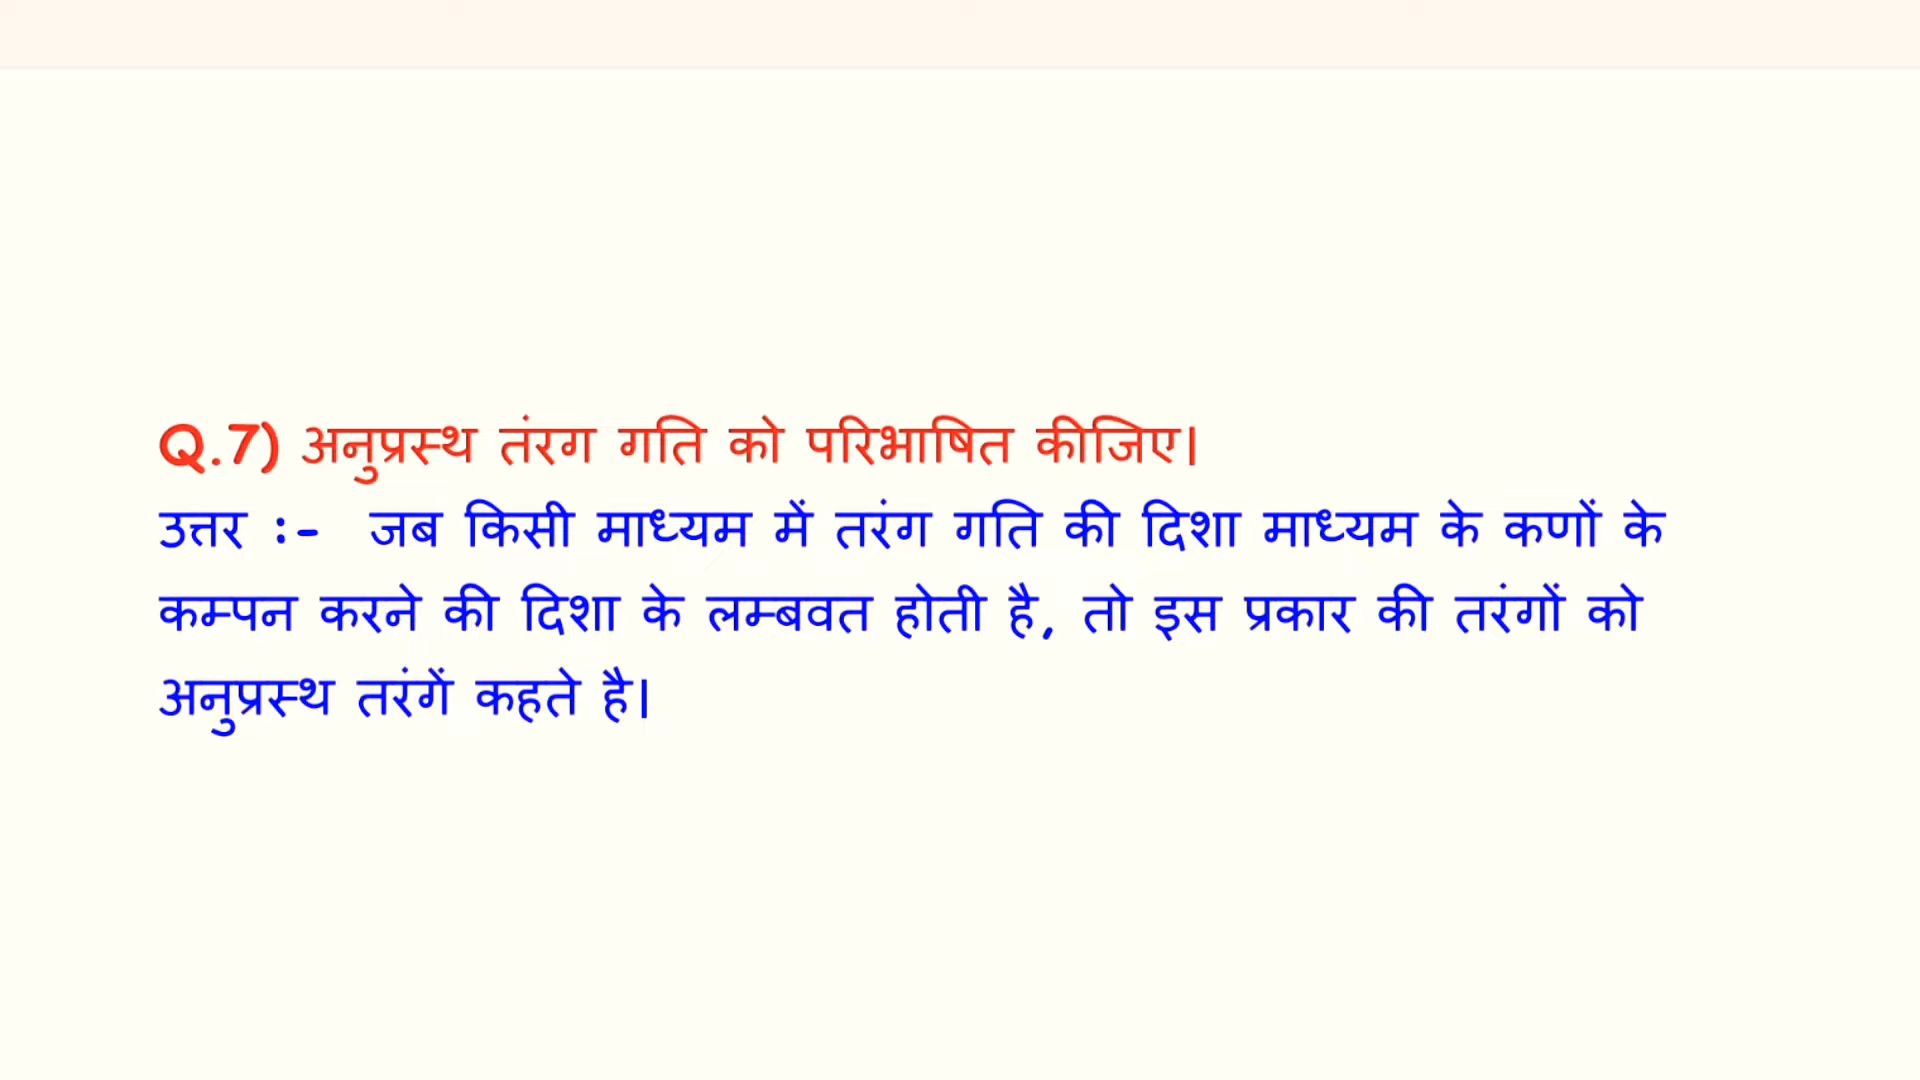 Q.7) अनुप्रस्थ तंरग गति को परिभाषित कीजिए।
उत्तर :- जब किसी माध्यम में तरंग गति की दिशा माध्यम के कणों के
कम्पन करने की दिशा के लम्बवत होती है, तो इस प्रकार की तरंगों को
अनुप्रस्थ तरंगें कहते है।